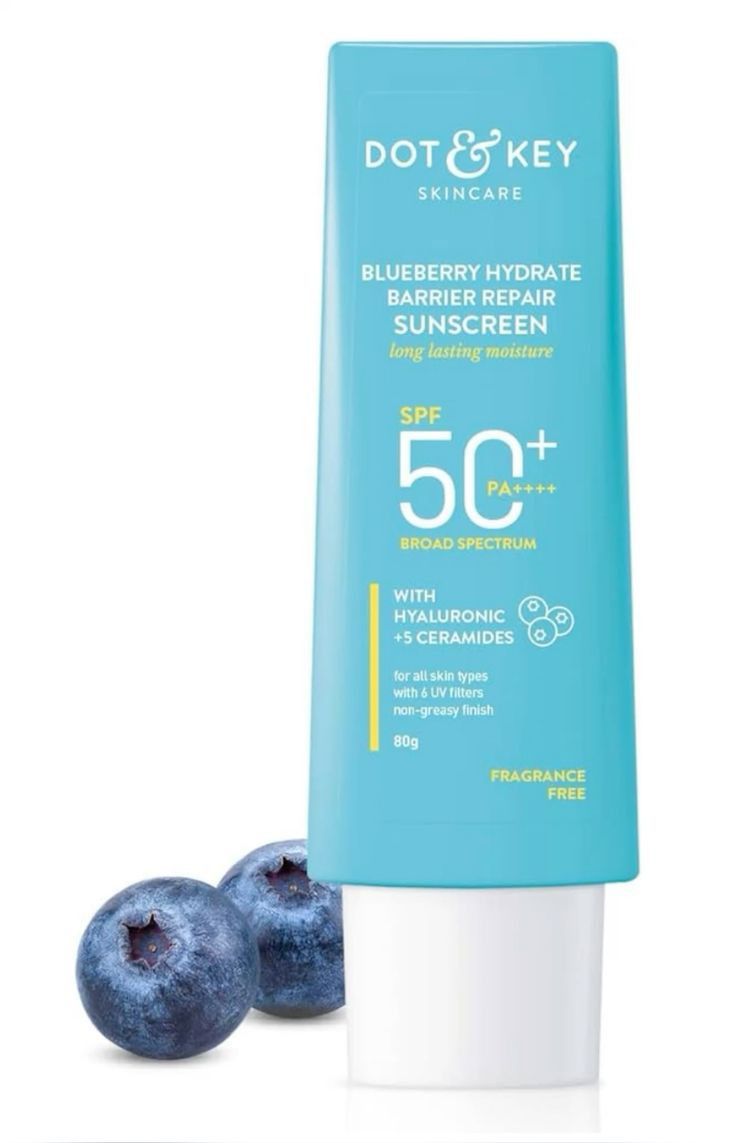 DOT & KEY
SKINCARE
BLUEBERRY HYDRATE
BARRIER REPAIR
SUNSCREEN
long lasting moisture
SPF
50+
PA++++
BROAD SPECTRUM
WITH
HYALURONIC
+5 CERAMIDES
for all skin types
with 6 UV filters
non-greasy finish
80g
FRAGRANCE
FREE